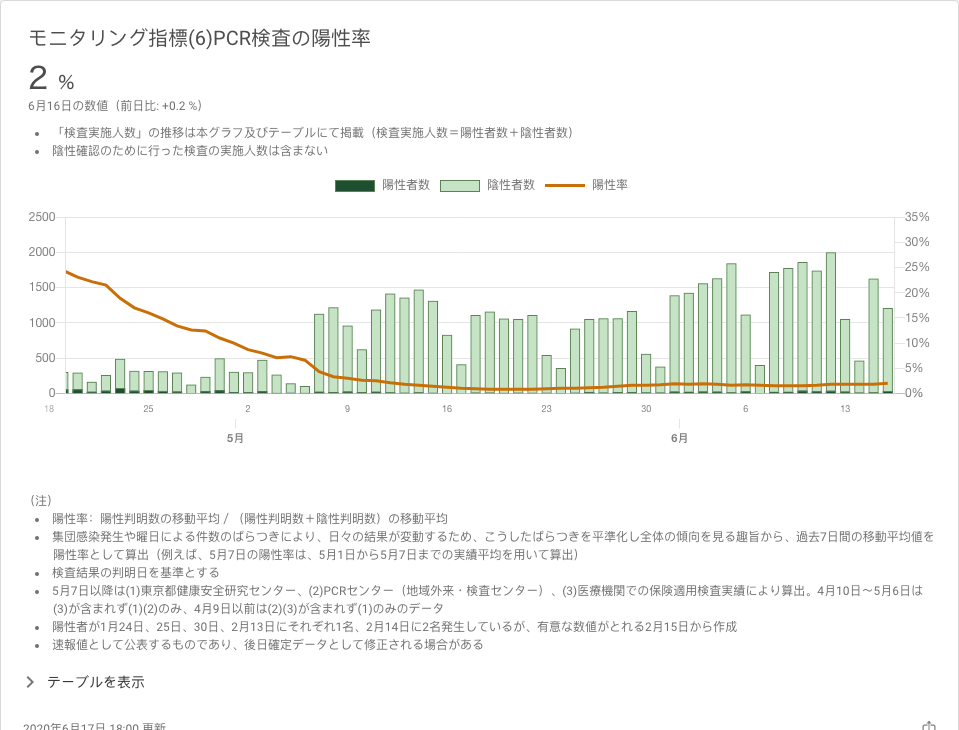 モニタリング指標(6)PCR検査の陽性率
2 %
6月16日の数値（前日比: +0.2 %）
• 「検査実施人数」の推移は本グラフ及びテーブルにて掲載（検査実施人数＝陽性者数＋陰性者数）
• 陰性確認のために行った検査の実施人数は含まない
陽性者数 陰性者数 陽性率
2500 35%
30%
2000
25%
1500 20%
15%
1000
10%
500
5%
0 0%
18 25 2 9 16 23 30 6 13
5月 6月
（注）
• 陽性率：陽性判明数の移動平均／（陽性判明数＋陰性判明数）の移動平均
• 集団感染発生や曜日による件数のばらつきにより、日々の結果が変動するため、こうしたばらつきを平準化し全体の傾向を見る趣旨から、過去7日間の移動平均値を
陽性率として算出（例えば、5月7日の陽性率は、5月1日から5月7日までの実績平均を用いて算出）
• 検査結果の判明日を基準とする
• 5月7日以降は(1)東京都健康安全研究センター、(2)PCRセンター（地域外来・検査センター）、(3)医療機関での保険適用検査実績により算出。4月10日～5月6日は
(3)が含まれず(1)(2)のみ、4月9日以前は(2)(3)が含まれず(1)のみのデータ
• 陽性者が1月24日、25日、30日、2月13日にそれぞれ1名、2月14日に2名発生しているが、有意な数値がとれる2月15日から作成
• 速報値として公表するものであり、後日確定データとして修正される場合がある
テーブルを表示
2020年6月17日 18:00 更新